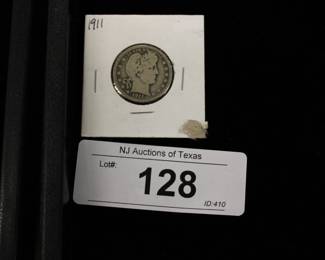 1911
NJ Auctions of Texas
Lot#:
128
ID:410